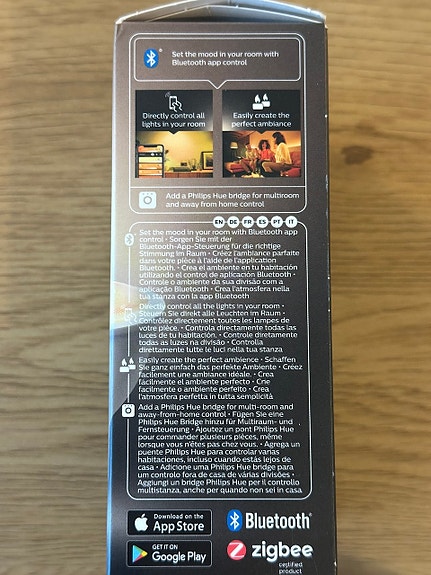 Set the mood in your room with
Bluetooth app control
Directly control all
lights in your room
Easily create the
perfect ambiance
Add a Philips Hue bridge for multiroom
and away from home control
EN DE FR ES PT IT
Set the mood in your room with Bluetooth app
control • Sorgen Sie mit der
Bluetooth-App-Steuerung für die richtige
Stimmung im Raum • Créez l'ambiance parfaite
dans votre pièce à l'aide de l'application
Bluetooth. • Crea el ambiente en tu habitación
utilizando el control de aplicación Bluetooth •
Controle o ambiente da sua divisão com a
aplicação Bluetooth • Crea l'atmosfera nella
tua stanza con la app Bluetooth
Directly control all the lights in your room •
Steuern Sie direkt alle Leuchten im Raum •
Contrôlez directement toutes les lampes de
votre pièce. • Controla directamente todas las
luces de tu habitación. • Controle diretamente
todas as luzes na divisão • Controlla
direttamente tutte le luci nella tua stanza
Easily create the perfect ambiance • Schaffen
Sie ganz einfach das perfekte Ambiente • Créez
facilement une ambiance idéale. • Crea
fácilmente el ambiente perfecto • Crie
facilmente o ambiente perfeito • Crea
l'atmosfera perfetta in tutta semplicità
Add a Philips Hue bridge for multi-room and
away-from-home control • Fügen Sie eine
Philips Hue Bridge hinzu für Multiraum- und
Fernsteuerung • Ajoutez un pont Philips Hue
pour commander plusieurs pièces, même
lorsque vous n'êtes pas chez vous. • Agrega un
puente Philips Hue para controlar varias
habitaciones, incluso cuando estás lejos de
casa • Adicione uma Philips Hue bridge para
um controlo fora de casa de várias divisões •
Aggiungi un bridge Philips Hue per il controllo
multistanza, anche per quando non sei in casa
Download on the
App Store
Bluetooth®
GET IT ON
Google Play
zigbee
certified
product